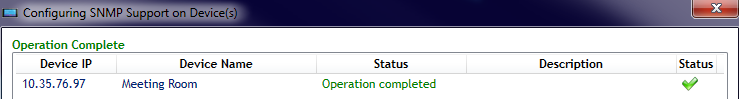 Configuring SNMP Support on Device(s)
Operation Complete
Device IP Device Name Status Description Status
10.35.76.97 Meeting Room Operation completed